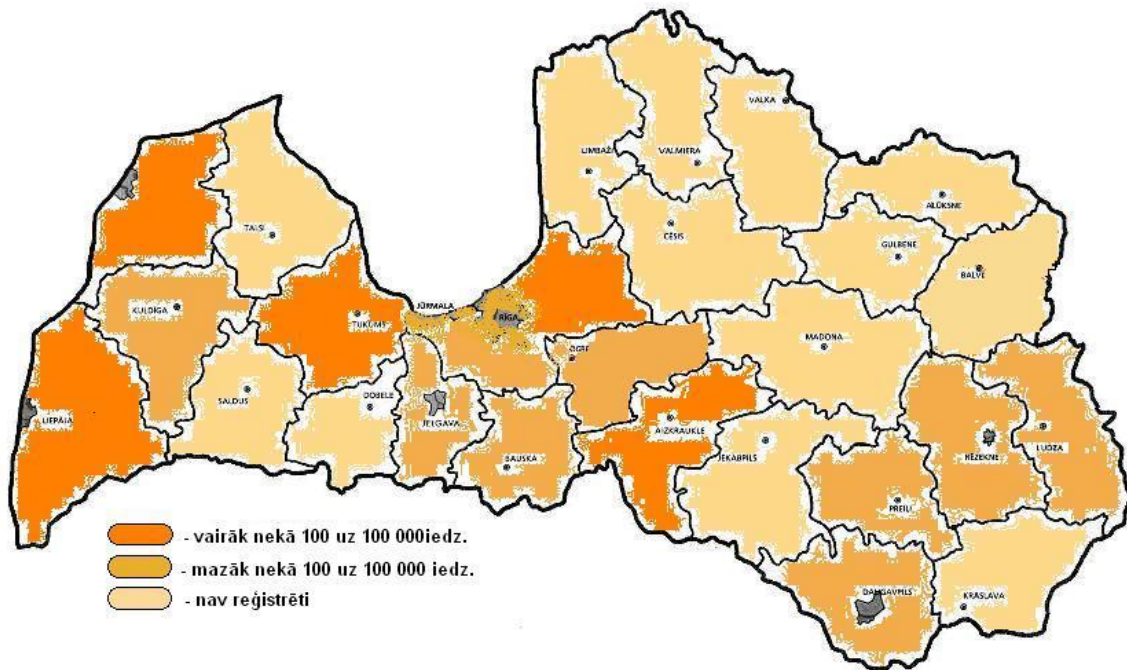 VALKA
LIMBAŽI
VALMIERA
ALŪKSNE
CĒSIS
TALSI
GULBENE
BALVI
KULDĪGA
JŪRMALA
TUKUMS
RĪGA
OGRE
MADONA
SALDUS
DOBELE
LIEPĀJA
JELGAVA
AIZKRAUKLE
JĒKABPILS
RĒZEKNE
LUDZA
BAUSKA
PREIĻI
DAUGAVPILS
KRĀSLAVA
- vairāk nekā 100 uz 100 000iedz.
- mazāk nekā 100 uz 100 000 iedz.
- nav reģistrēti